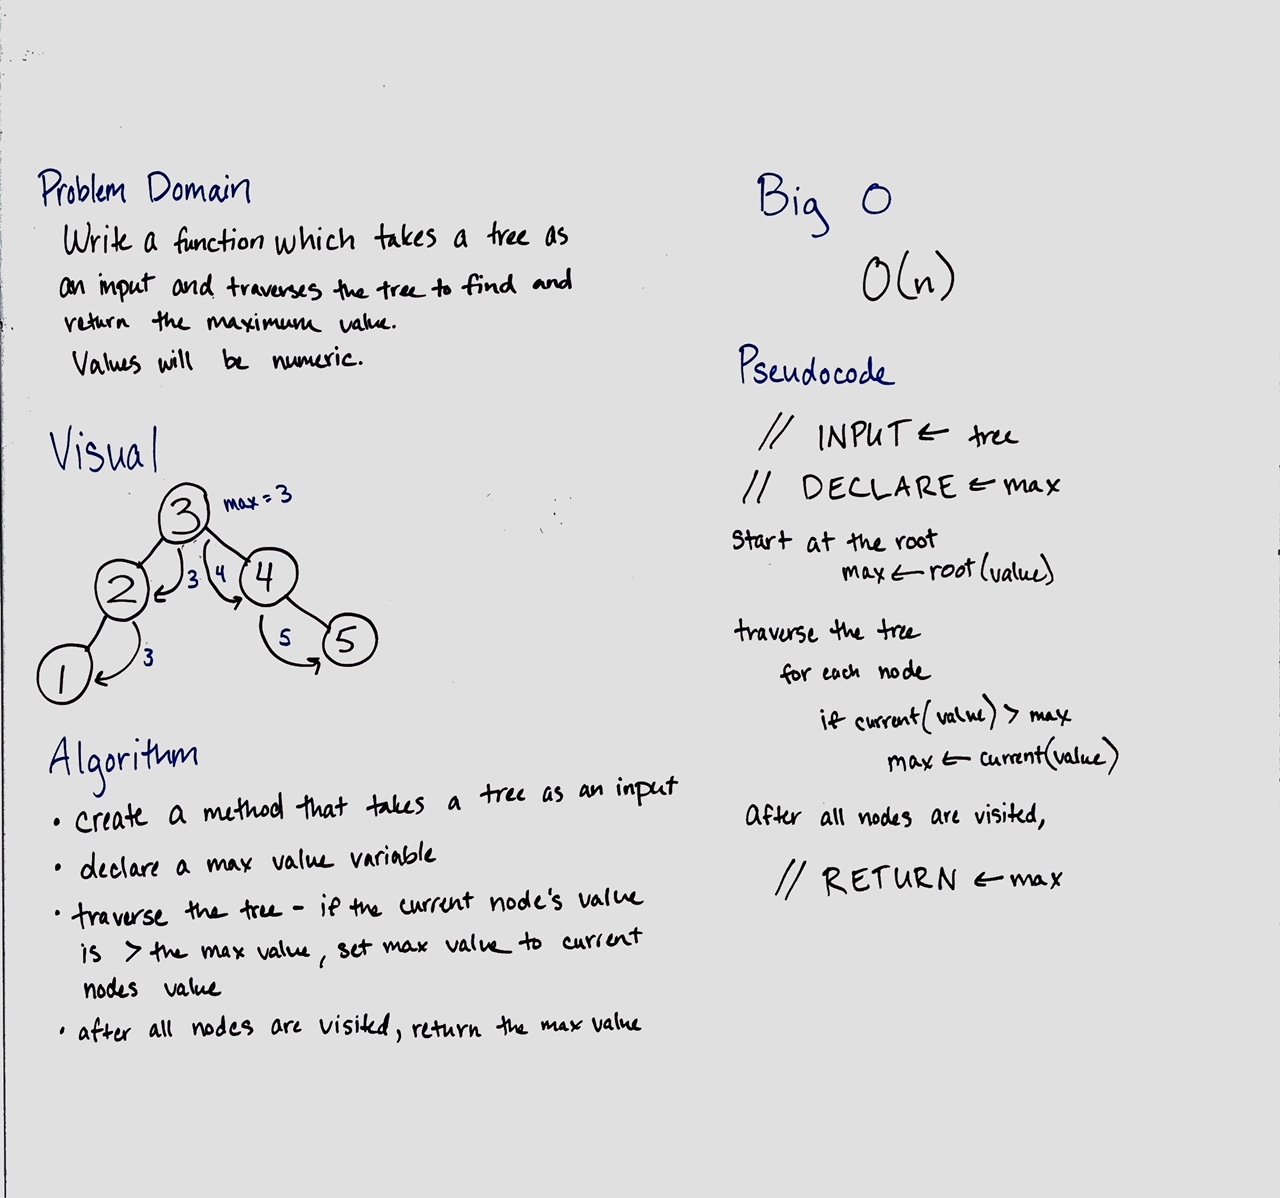 Problem Domain
Write a function which takes a tree as
an input and traverses the tree to find and
return the maximum value.
Values will be numeric.
Visual
3
max = 3
2
3
4
4
1
3
5
5
Algorithm
• create a method that takes a tree as an input
• declare a max value variable
• traverse the tree - if the current node's value
is > the max value, set max value to current
nodes value
• after all nodes are visited, return the max value
Big O
O(n)
Pseudocode
// INPUT ← tree
// DECLARE ← max
start at the root
max ← root(value)
traverse the tree
for each node
if current(value) > max
max ← current(value)
after all nodes are visited,
// RETURN ← max